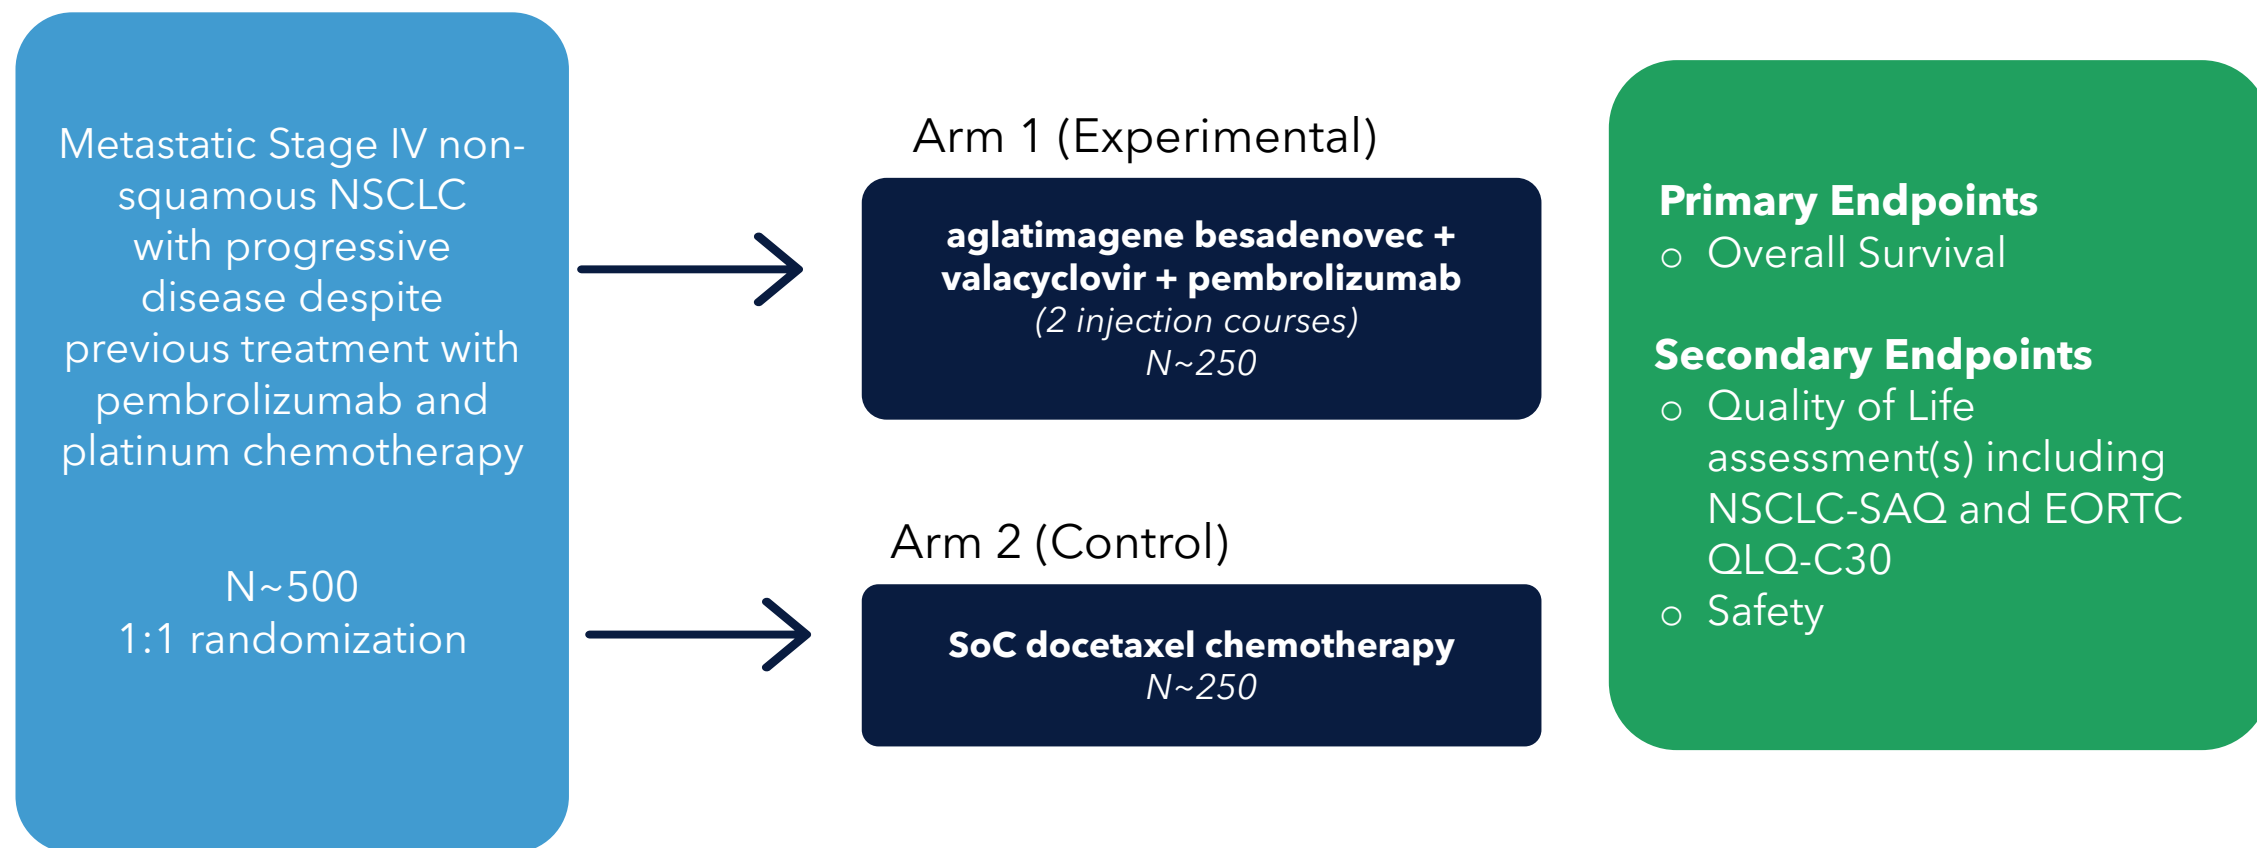 Metastatic Stage IV non-
squamous NSCLC
with progressive
disease despite
previous treatment with
pembrolizumab and
platinum chemotherapy
N~500
1:1 randomization
Arm 1 (Experimental)
aglatimagene besadenovec +
valacyclovir + pembrolizumab
(2 injection courses)
N~250
Arm 2 (Control)
SoC docetaxel chemotherapy
N~250
Primary Endpoints
o Overall Survival
Secondary Endpoints
o Quality of Life
assessment(s) including
NSCLC-SAQ and EORTC
QLQ-C30
o Safety